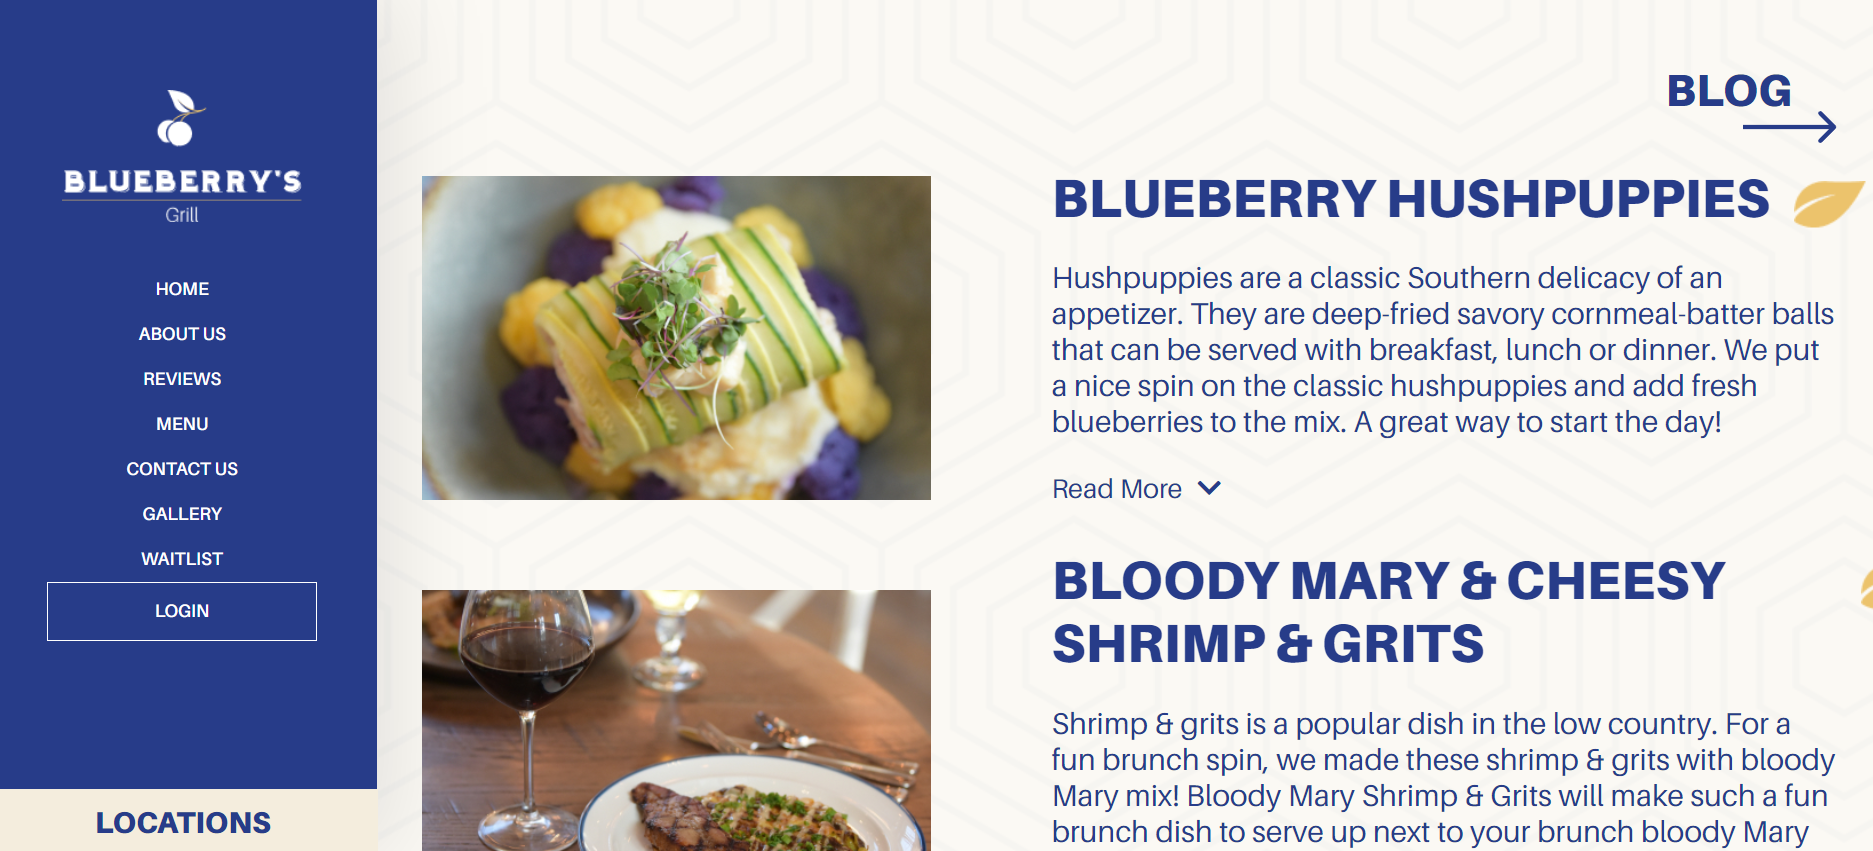 BLUEBERRY'S
Grill
HOME
ABOUT US
REVIEWS
MENU
CONTACT US
GALLERY
WAITLIST
LOGIN
LOCATIONS
BLOG
BLUEBERRY HUSHPUPPIES
Hushpuppies are a classic Southern delicacy of an
appetizer. They are deep-fried savory cornmeal-batter balls
that can be served with breakfast, lunch or dinner. We put
a nice spin on the classic hushpuppies and add fresh
blueberries to the mix. A great way to start the day!
Read More
BLOODY MARY & CHEESY
SHRIMP & GRITS
Shrimp & grits is a popular dish in the low country. For a
fun brunch spin, we made these shrimp & grits with bloody
Mary mix! Bloody Mary Shrimp & Grits will make such a fun
brunch dish to serve up next to your brunch bloody Mary